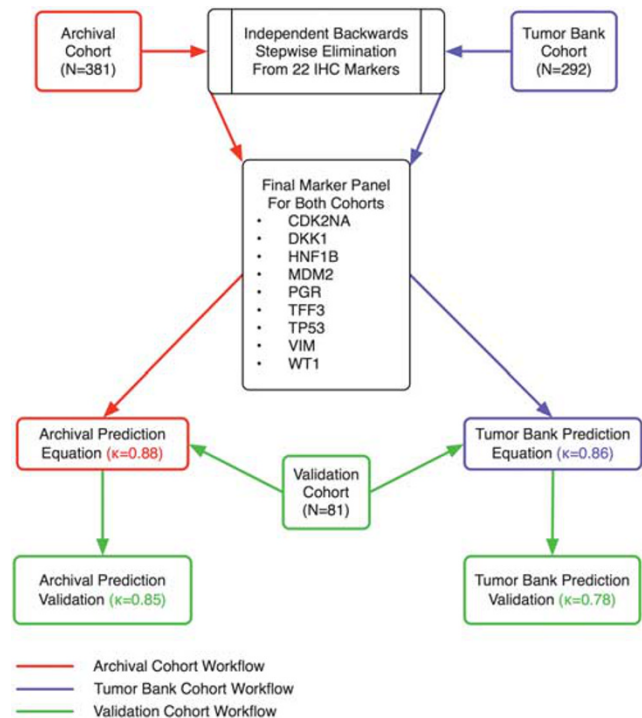 Archival
Cohort
(N=381)
Independent Backwards
Stepwise Elimination
From 22 IHC Markers
Tumor Bank
Cohort
(N=292)
Final Marker Panel
For Both Cohorts
• CDK2NA
• DKK1
• HNF1B
• MDM2
• PGR
• TFF3
• TP53
• VIM
• WT1
Archival Prediction
Equation (κ=0.88)
Validation
Cohort
(N=81)
Tumor Bank Prediction
Equation (κ=0.86)
Archival Prediction
Validation (κ=0.85)
Tumor Bank Prediction
Validation (κ=0.78)
Archival Cohort Workflow
Tumor Bank Cohort Workflow
Validation Cohort Workflow